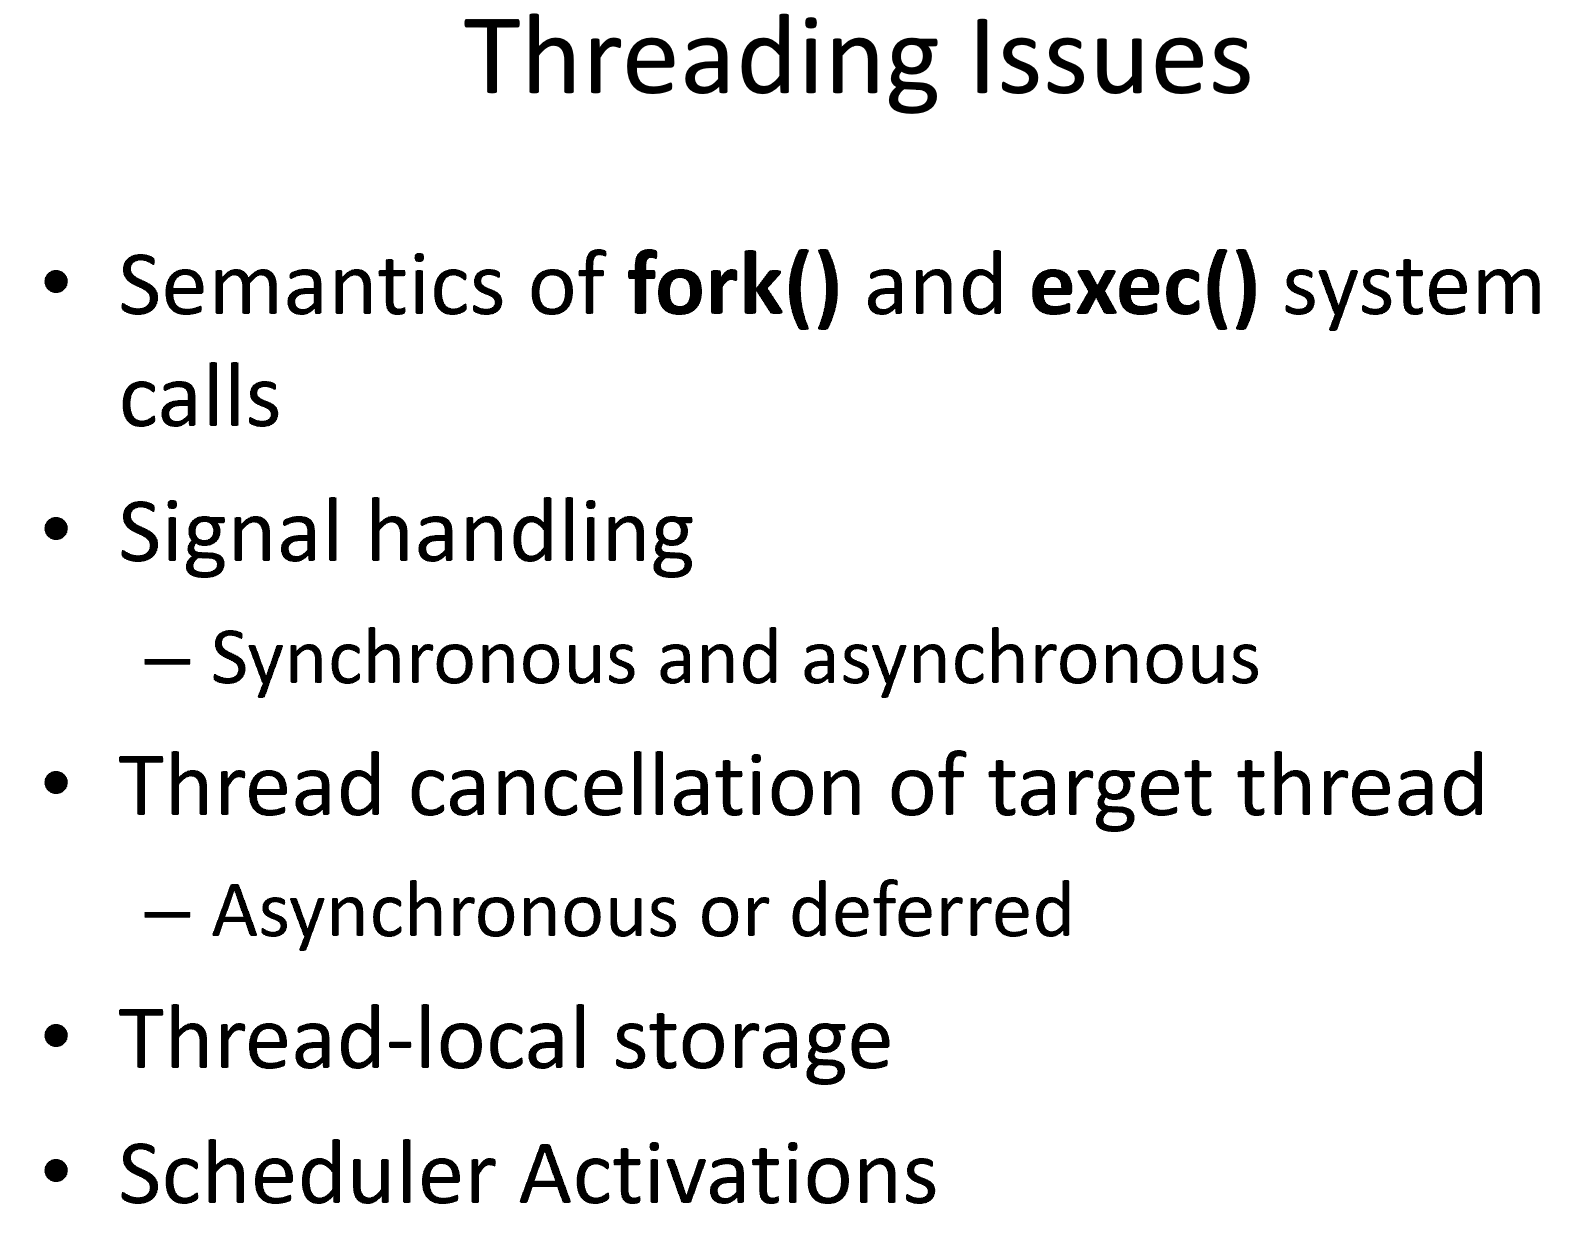 Threading Issues
• Semantics of fork() and exec() system
calls
• Signal handling
– Synchronous and asynchronous
• Thread cancellation of target thread
– Asynchronous or deferred
• Thread-local storage
• Scheduler Activations